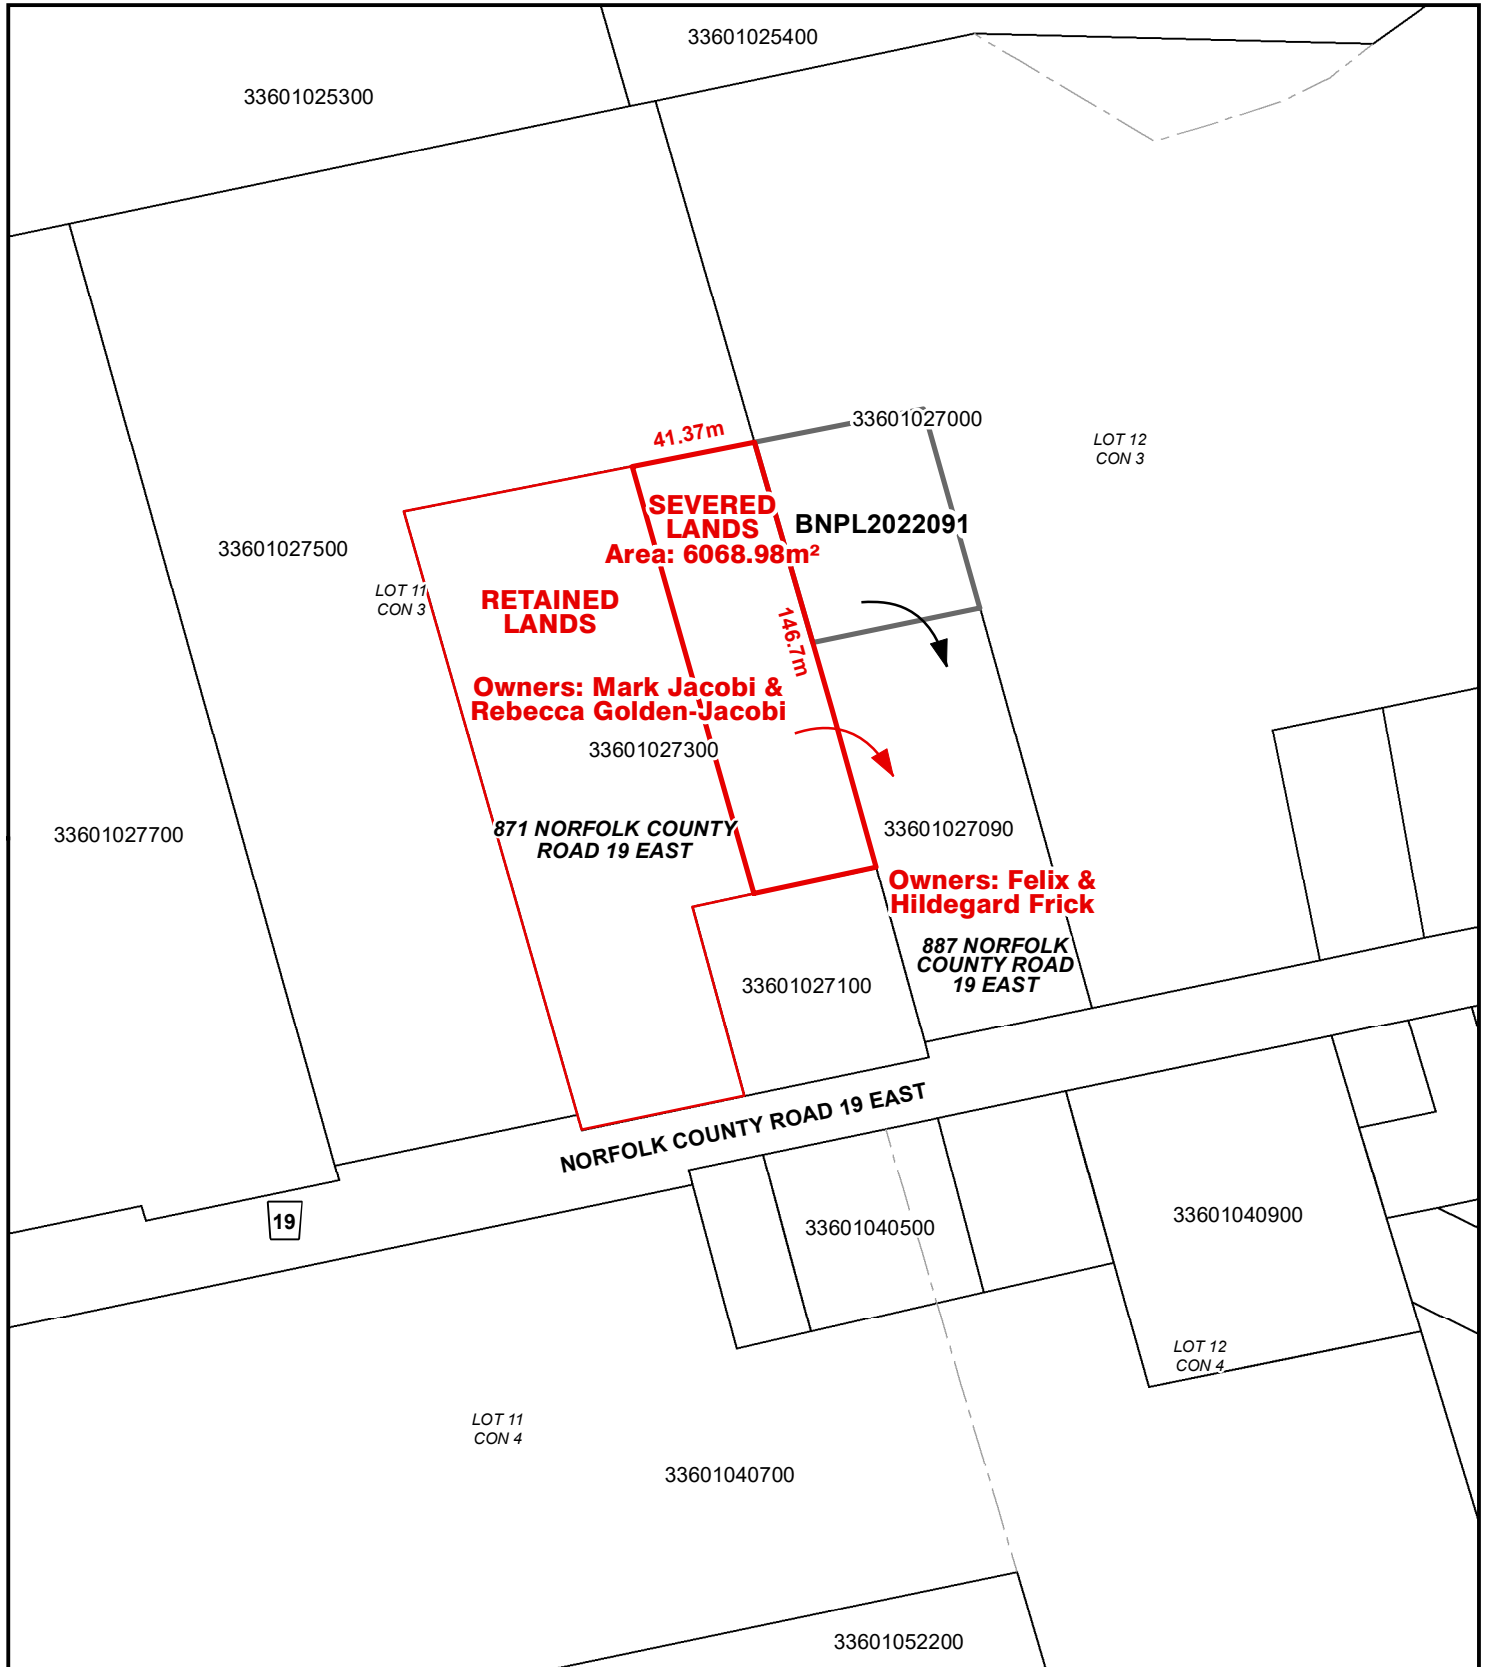 33601025400
33601025300
41.37m
33601027000
LOT 12
CON 3
SEVERED
LANDS
Area: 6068.98m²
BNPL2022091
33601027500
LOT 11
CON 3
RETAINED
LANDS
146.7m
Owners: Mark Jacobi &
Rebecca Golden-Jacobi
33601027300
33601027700
871 NORFOLK COUNTY
ROAD 19 EAST
33601027090
Owners: Felix &
Hildegard Frick
887 NORFOLK
COUNTY ROAD
19 EAST
33601027100
NORFOLK COUNTY ROAD 19 EAST
19
33601040500
33601040900
LOT 12
CON 4
LOT 11
CON 4
33601040700
33601052200